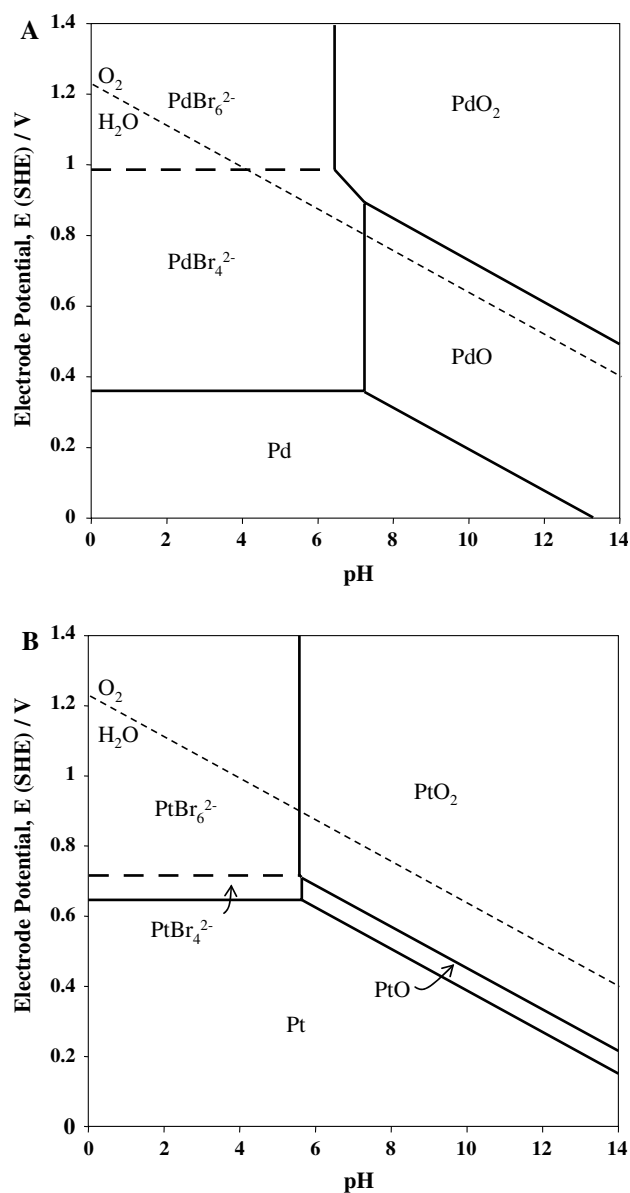 A
Electrode Potential, E (SHE) / V
1.4
1.2
1
0.8
0.6
0.4
0.2
0
O₂
H₂O
PdBr₆²⁻
PdO₂
PdBr₄²⁻
PdO
Pd
0 2 4 6 8 10 12 14
pH
B
Electrode Potential, E (SHE) / V
1.4
1.2
1
0.8
0.6
0.4
0.2
0
O₂
H₂O
PtBr₆²⁻
PtO₂
PtBr₄²⁻
PtO
Pt
0 2 4 6 8 10 12 14
pH